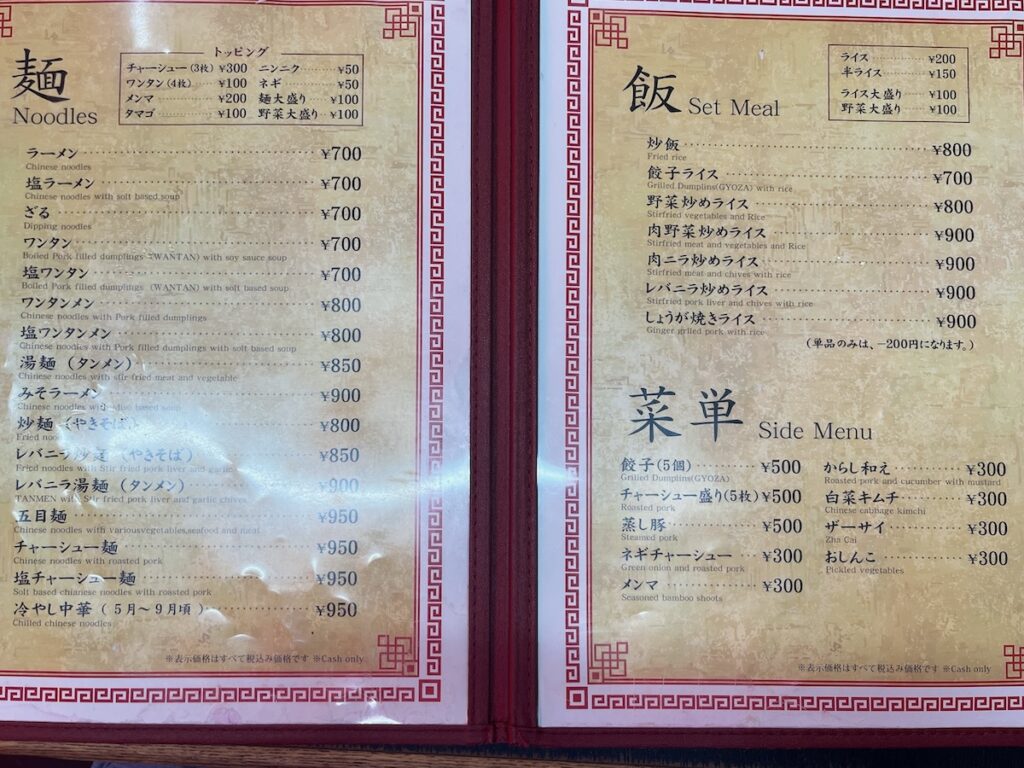 麺
Noodles
トッピング
チャーシュー(3枚) ¥300 ニンニク ¥50
ワンタン(4枚) ¥100 ネギ ¥50
メンマ ¥200 麺大盛り ¥100
タマゴ ¥100 野菜大盛り ¥100
ラーメン ¥700
Chinese noodles
塩ラーメン ¥700
Chinese noodles with solt based soup
ざる ¥700
Dipping noodles
ワンタン ¥700
Boiled Pork filled dumplings (WANTAN) with soy sauce soup
塩ワンタン ¥700
Boiled Pork filled dumplings (WANTAN) with solt based soup
ワンタンメン ¥800
Chinese noodles with Pork filled dumplings
塩ワンタンメン ¥800
Chinese noodles with Pork filled dumplings with solt based soup
湯麺(タンメン) ¥850
Chinese noodles with stir fried meat and vegetable
みそラーメン ¥900
Chinese noodles with Miso based soup
炒麺(やきそば) ¥800
Fried noodles
レバニラ炒麺(やきそば) ¥850
Fried noodles with Stir fried pork liver and garlic
レバニラ湯麺(タンメン) ¥900
TANMEN with Stir fried pork liver and garlic chives
五目麺 ¥950
Chinese noodles with variousvegetables,seafood and meat
チャーシュー麺 ¥950
Chinese noodles with roasted pork
塩チャーシュー麺 ¥950
Solt based chianese noodles with roasted pork
冷やし中華(5月〜9月頃) ¥950
Chilled chinese noodles
※表示価格はすべて税込み価格です ※Cash only
飯 Set Meal
ライス ¥200
半ライス ¥150
ライス大盛り ¥100
野菜大盛り ¥100
炒飯 ¥800
Fried rice
餃子ライス ¥700
Grilled Dumplins(GYOZA) with rice
野菜炒めライス ¥800
Stirfried vegetables and Rice
肉野菜炒めライス ¥900
Stirfried meat and vegetables and Rice
肉ニラ炒めライス ¥900
Stirfried meat and chives with rice
レバニラ炒めライス ¥900
Stirfried pork liver and chives with rice
しょうが焼きライス ¥900
Ginger grlled pork with rice
(単品のみは、−200円になります。)
菜単 Side Menu
餃子(5個) ¥500
Grilled Dumplins(GYOZA)
チャーシュー盛り(5枚) ¥500
Roasted pork
蒸し豚 ¥500
Steamed pork
ネギチャーシュー ¥300
Green onion and roasted pork
メンマ ¥300
Seasoned bamboo shoots
からし和え ¥300
Roasted pork and cucumber with mustard
白菜キムチ ¥300
Chinese cabbage kimchi
ザーサイ ¥300
Zha Cai
おしんこ ¥300
Pickled vegetables
※表示価格はすべて税込み価格です ※Cash only